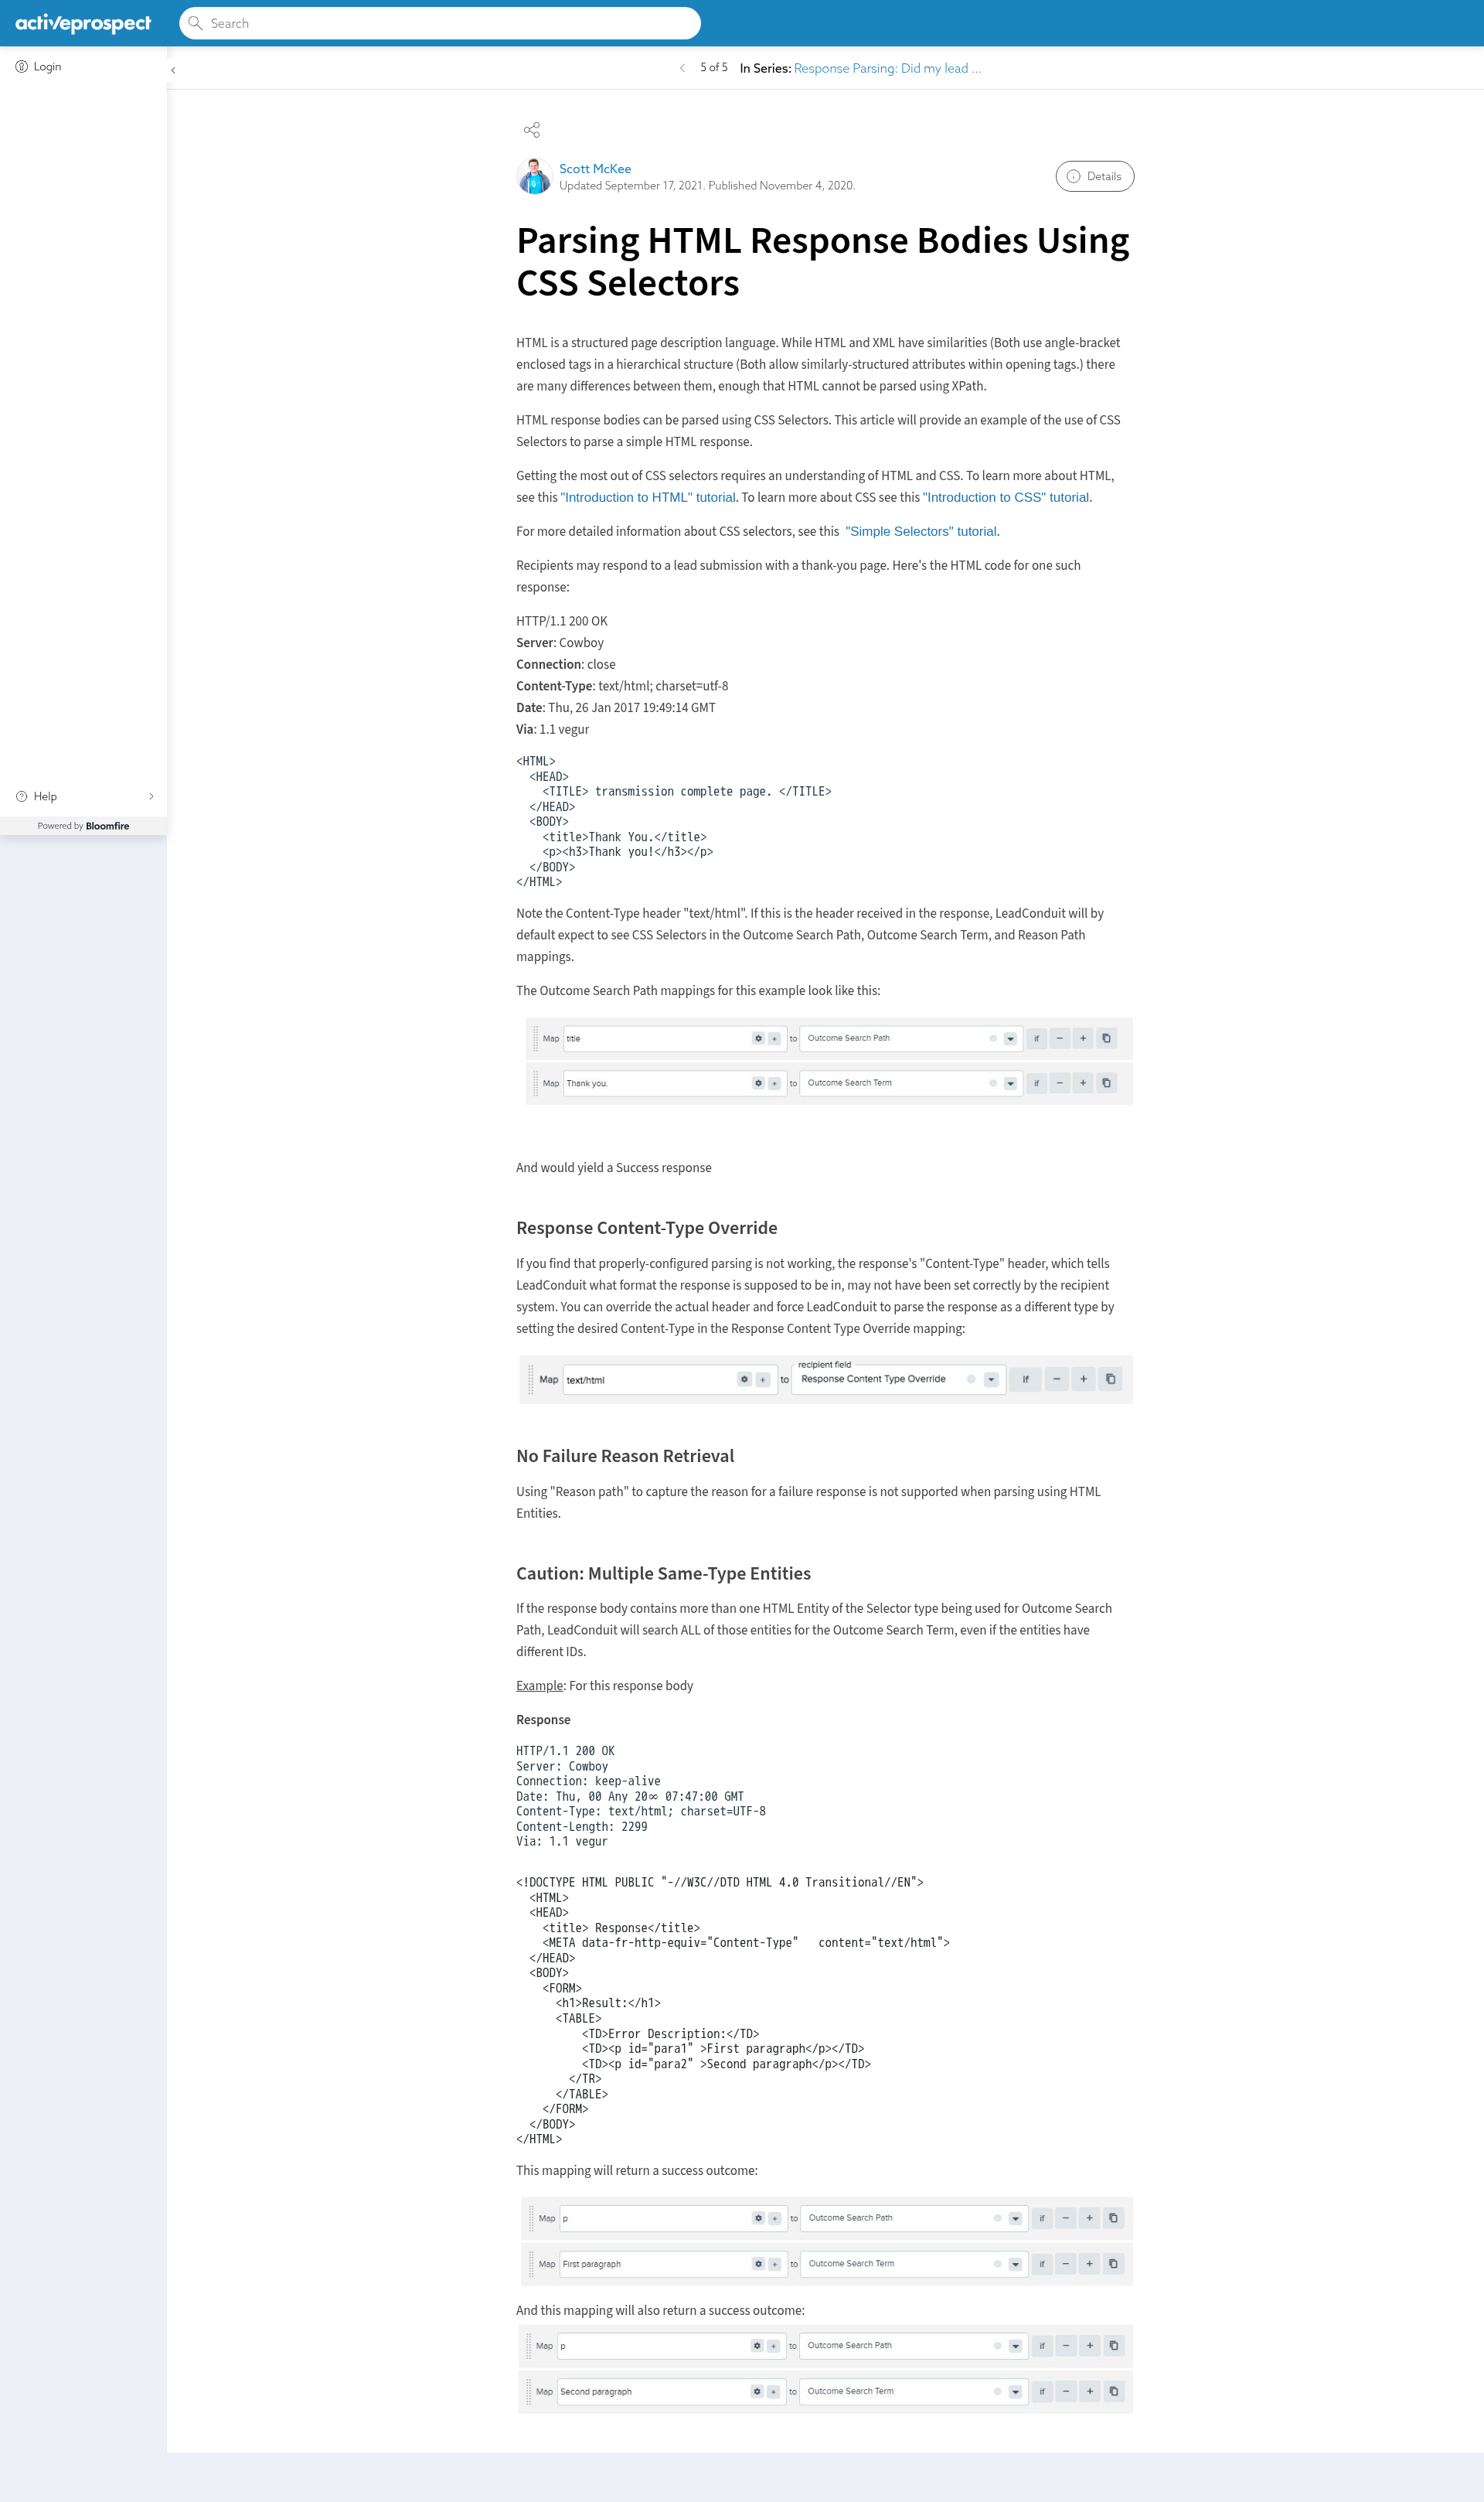 activeprospect
Search
Login
5 of 5 In Series: Response Parsing: Did my lead ...
Scott McKee
Updated September 17, 2021. Published November 4, 2020.
Details
Parsing HTML Response Bodies Using
CSS Selectors
HTML is a structured page description language. While HTML and XML have similarities (Both use angle-bracket
enclosed tags in a hierarchical structure (Both allow similarly-structured attributes within opening tags.) there
are many differences between them, enough that HTML cannot be parsed using XPath.
HTML response bodies can be parsed using CSS Selectors. This article will provide an example of the use of CSS
Selectors to parse a simple HTML response.
Getting the most out of CSS selectors requires an understanding of HTML and CSS. To learn more about HTML,
see this "Introduction to HTML" tutorial. To learn more about CSS see this "Introduction to CSS" tutorial.
For more detailed information about CSS selectors, see this "Simple Selectors" tutorial.
Recipients may respond to a lead submission with a thank-you page. Here's the HTML code for one such
response:
HTTP/1.1 200 OK
Server: Cowboy
Connection: close
Content-Type: text/html; charset=utf-8
Date: Thu, 26 Jan 2017 19:49:14 GMT
Via: 1.1 vegur
<HTML>
<HEAD>
<TITLE> transmission complete page. </TITLE>
</HEAD>
<BODY>
<title>Thank You.</title>
<p><h3>Thank you!</h3></p>
</BODY>
</HTML>
Help
Powered by Bloomfire
Note the Content-Type header "text/html". If this is the header received in the response, LeadConduit will by
default expect to see CSS Selectors in the Outcome Search Path, Outcome Search Term, and Reason Path
mappings.
The Outcome Search Path mappings for this example look like this:
Map title + to Outcome Search Path if − +
Map Thank you. + to Outcome Search Term if − +
And would yield a Success response
Response Content-Type Override
If you find that properly-configured parsing is not working, the response's "Content-Type" header, which tells
LeadConduit what format the response is supposed to be in, may not have been set correctly by the recipient
system. You can override the actual header and force LeadConduit to parse the response as a different type by
setting the desired Content-Type in the Response Content Type Override mapping:
recipient field
Map text/html + to Response Content Type Override If − +
No Failure Reason Retrieval
Using "Reason path" to capture the reason for a failure response is not supported when parsing using HTML
Entities.
Caution: Multiple Same-Type Entities
If the response body contains more than one HTML Entity of the Selector type being used for Outcome Search
Path, LeadConduit will search ALL of those entities for the Outcome Search Term, even if the entities have
different IDs.
Example: For this response body
Response
HTTP/1.1 200 OK
Server: Cowboy
Connection: keep-alive
Date: Thu, 00 Any 20∞ 07:47:00 GMT
Content-Type: text/html; charset=UTF-8
Content-Length: 2299
Via: 1.1 vegur
<!DOCTYPE HTML PUBLIC "-//W3C//DTD HTML 4.0 Transitional//EN">
<HTML>
<HEAD>
<title> Response</title>
<META data-fr-http-equiv="Content-Type" content="text/html">
</HEAD>
<BODY>
<FORM>
<h1>Result:</h1>
<TABLE>
<TD>Error Description:</TD>
<TD><p id="para1" >First paragraph</p></TD>
<TD><p id="para2" >Second paragraph</p></TD>
</TR>
</TABLE>
</FORM>
</BODY>
</HTML>
This mapping will return a success outcome:
Map p + to Outcome Search Path if − +
Map First paragraph + to Outcome Search Term if − +
And this mapping will also return a success outcome:
Map p + to Outcome Search Path if − +
Map Second paragraph + to Outcome Search Term if − +